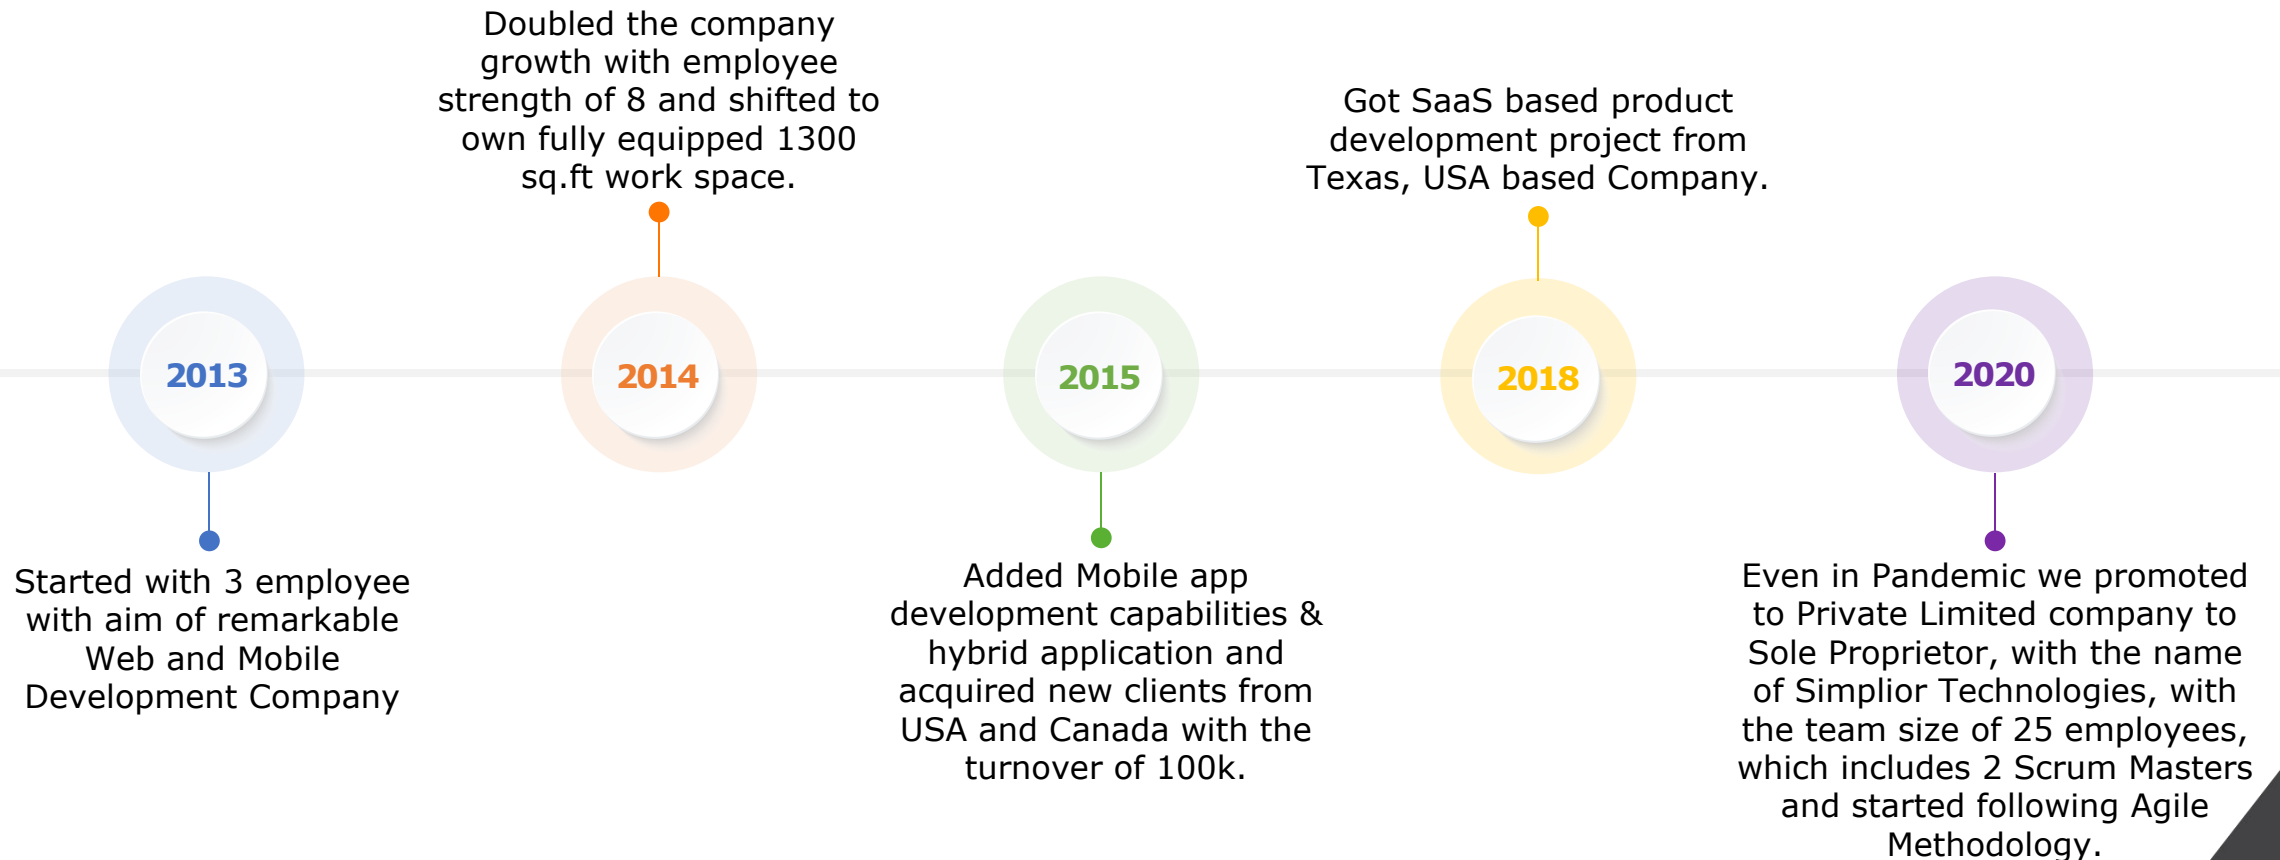 Doubled the company
growth with employee
strength of 8 and shifted to
own fully equipped 1300
sq.ft work space.
Got SaaS based product
development project from
Texas, USA based Company.
2013
2014
2015
2018
2020
Started with 3 employee
with aim of remarkable
Web and Mobile
Development Company
Added Mobile app
development capabilities &
hybrid application and
acquired new clients from
USA and Canada with the
turnover of 100k.
Even in Pandemic we promoted
to Private Limited company to
Sole Proprietor, with the name
of Simplior Technologies, with
the team size of 25 employees,
which includes 2 Scrum Masters
and started following Agile
Methodology.